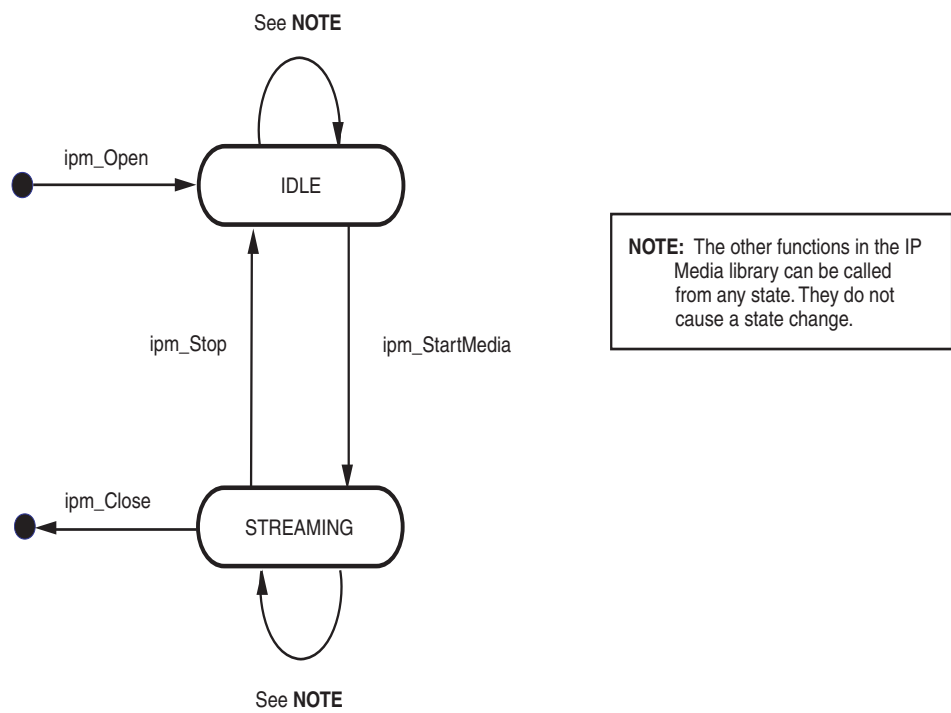 See NOTE
ipm_Open
IDLE
NOTE: The other functions in the IP
Media library can be called
from any state. They do not
cause a state change.
ipm_Stop
ipm_StartMedia
ipm_Close
STREAMING
See NOTE